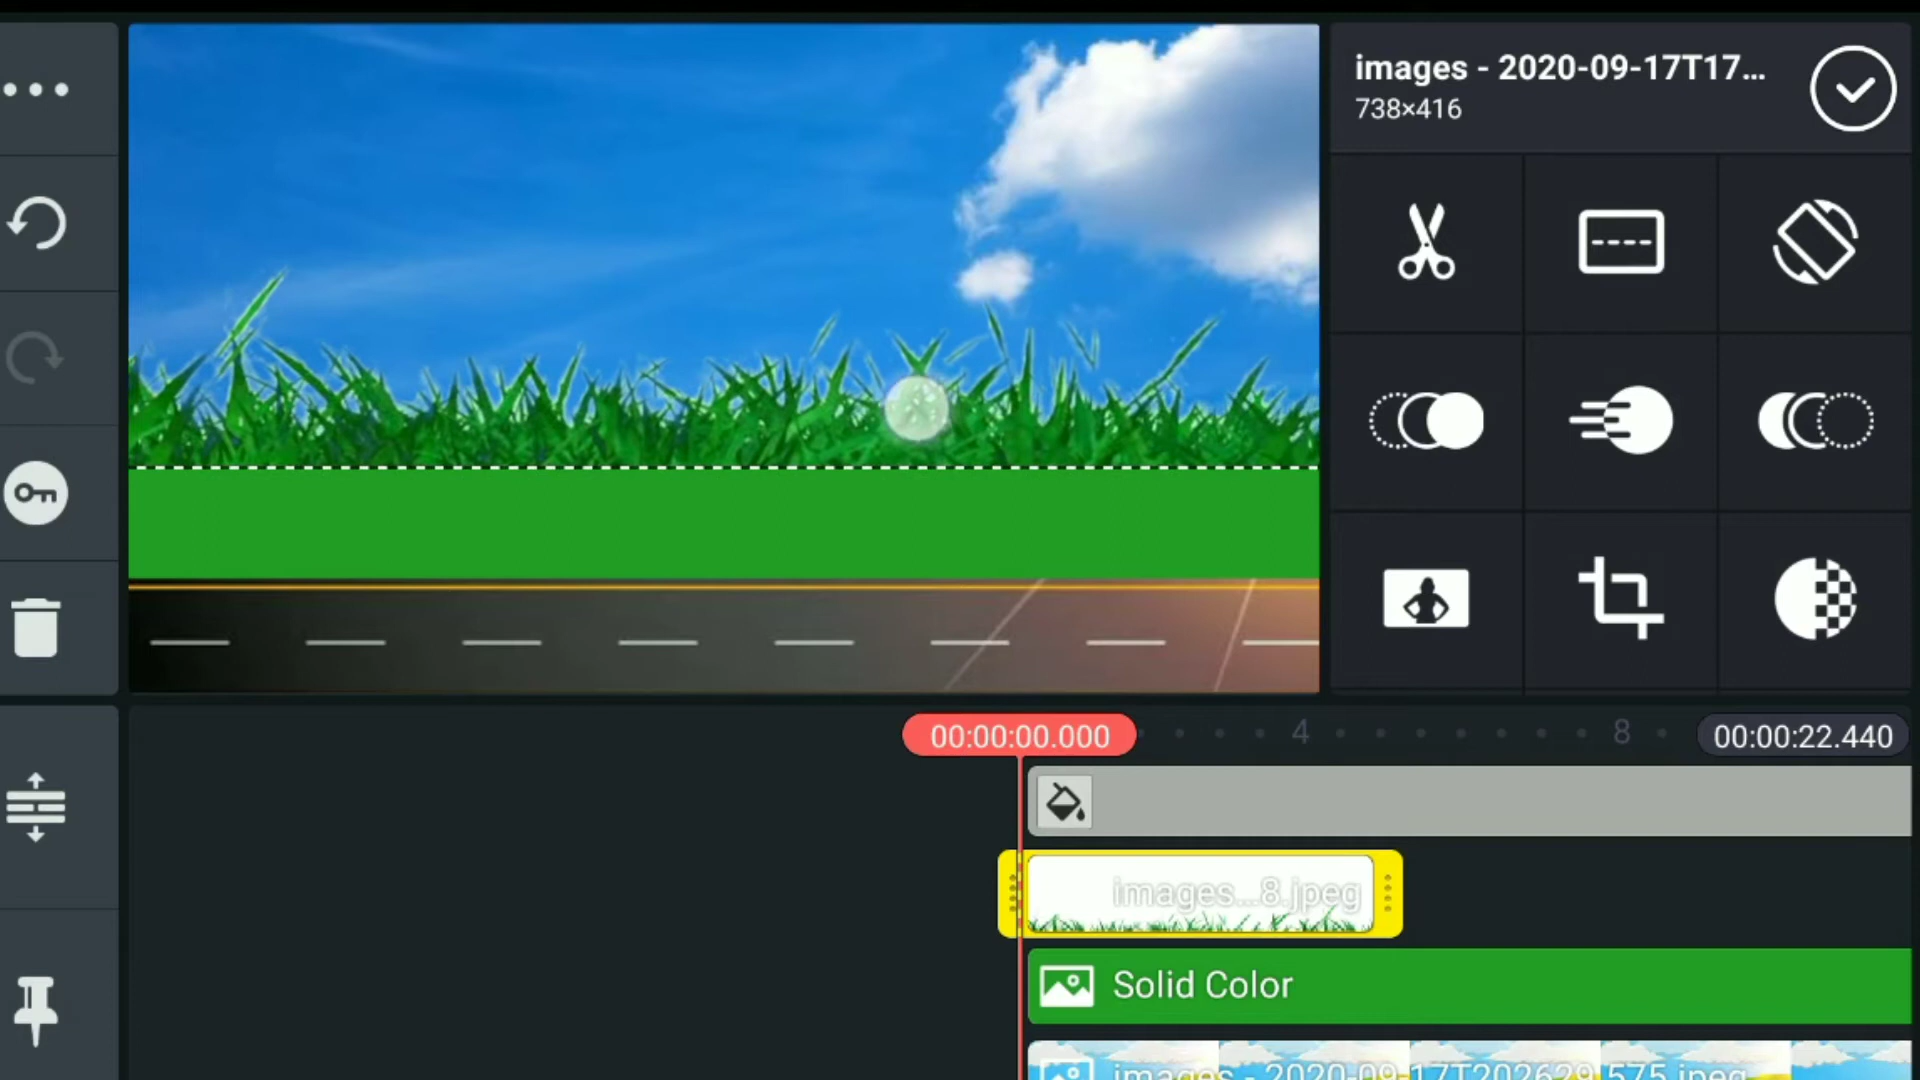 images - 2020-09-17T17...
738×416
00:00:00.000
4
8
00:00:22.440
images...8.jpeg
Solid Color
images - 2020-09-17T202629.575.jpeg